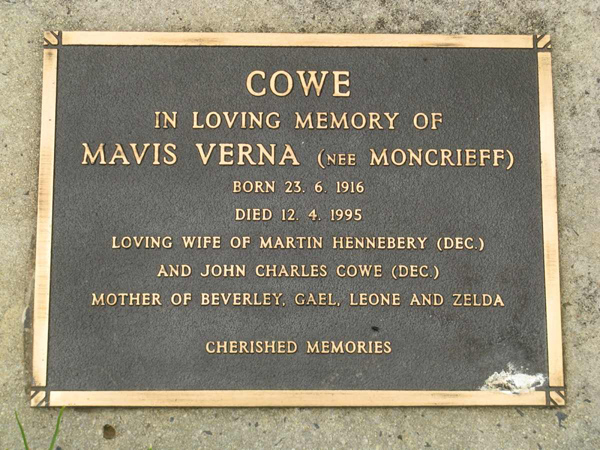 COWE
IN LOVING MEMORY OF
MAVIS VERNA (NEE MONCRIEFF)
BORN 23. 6. 1916
DIED 12. 4. 1995
LOVING WIFE OF MARTIN HENNEBERY (DEC.)
AND JOHN CHARLES COWE (DEC.)
MOTHER OF BEVERLEY, GAEL, LEONE AND ZELDA
CHERISHED MEMORIES